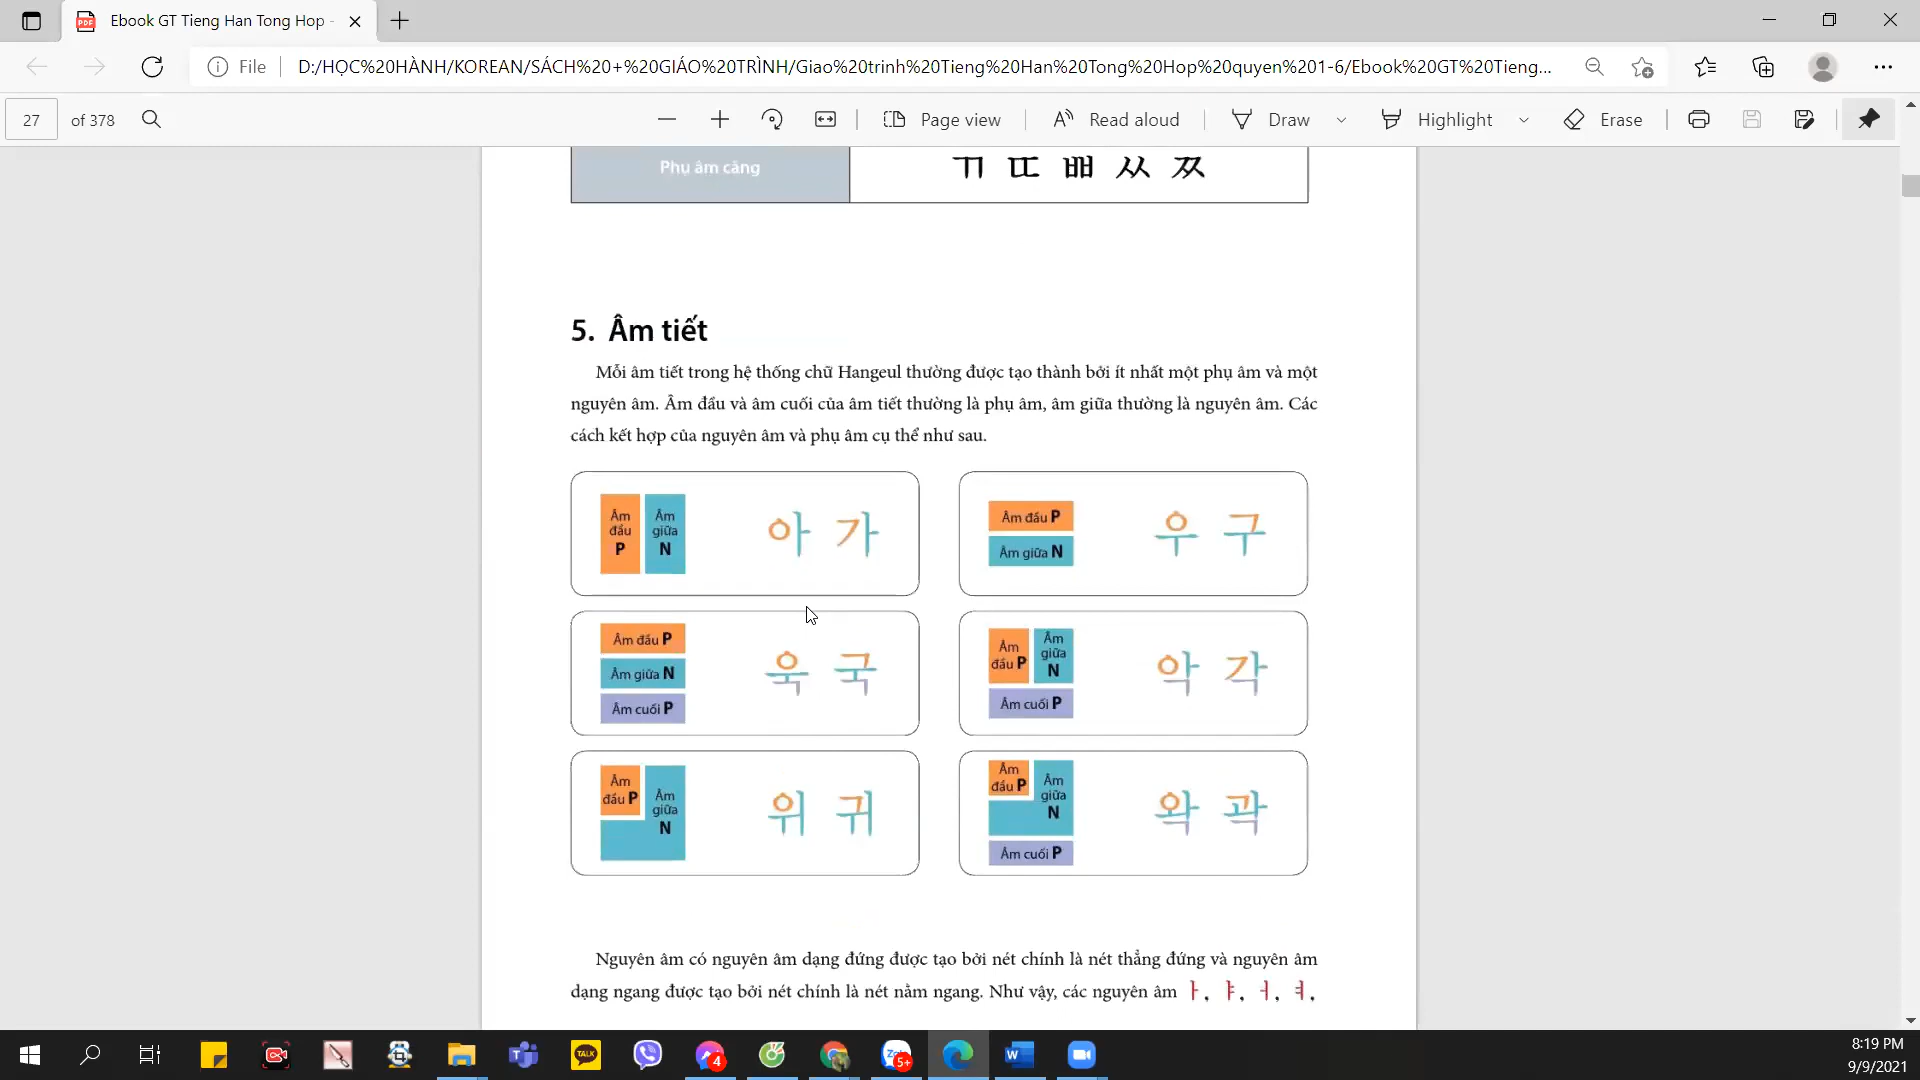 Ebook GT Tieng Han Tong Hop -
File
D:/HỌC%20HÀNH/KOREAN/SÁCH%20+%20GIÁO%20TRÌNH/Giao%20trinh%20Tieng%20Han%20Tong%20Hop%20quyen%201-6/Ebook%20GT%20Tieng...
27 of 378
Page view
Read aloud
Draw
Highlight
Erase
Phụ âm căng
ㄲ ㄸ ㅃ ㅆ ㅉ
5. Âm tiết
Mỗi âm tiết trong hệ thống chữ Hangeul thường được tạo thành bởi ít nhất một phụ âm và một
nguyên âm. Âm đầu và âm cuối của âm tiết thường là phụ âm, âm giữa thường là nguyên âm. Các
cách kết hợp của nguyên âm và phụ âm cụ thể như sau.
Âm đầu P
Âm giữa N
아 가
Âm đầu P
Âm giữa N
우 구
Âm đầu P
Âm giữa N
Âm cuối P
욱 국
Âm đầu P
Âm giữa N
Âm cuối P
악 각
Âm đầu P
Âm giữa N
위 귀
Âm đầu P
Âm giữa N
Âm cuối P
왁 곽
Nguyên âm có nguyên âm dạng đứng được tạo bởi nét chính là nét thẳng đứng và nguyên âm
dạng ngang được tạo bởi nét chính là nét nằm ngang. Như vậy, các nguyên âm ㅏ, ㅑ, ㅓ, ㅕ,
TALK
4
5+
8:19 PM
9/9/2021